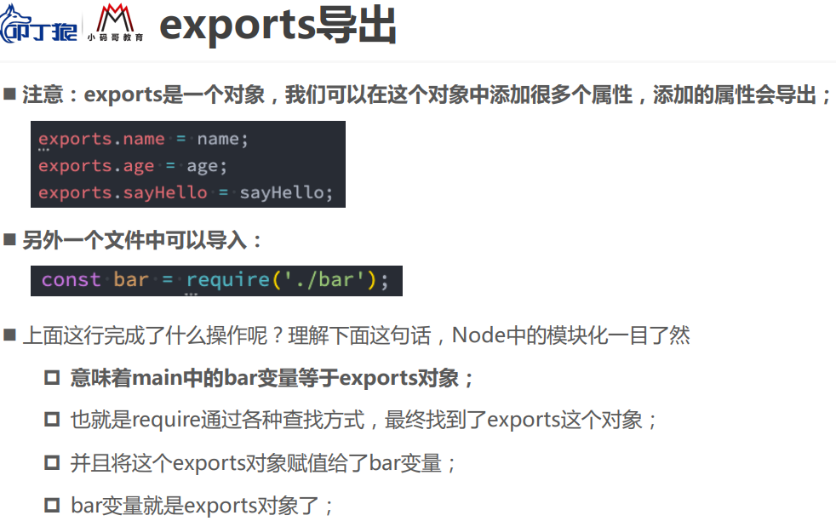 叩丁狼
小码哥教育
exports导出
注意：exports是一个对象，我们可以在这个对象中添加很多个属性，添加的属性会导出；
exports.name = name;
exports.age = age;
exports.sayHello = sayHello;
另外一个文件中可以导入：
const bar = require('./bar');
上面这行完成了什么操作呢？理解下面这句话，Node中的模块化一目了然
意味着main中的bar变量等于exports对象；
也就是require通过各种查找方式，最终找到了exports这个对象；
并且将这个exports对象赋值给了bar变量；
bar变量就是exports对象了；